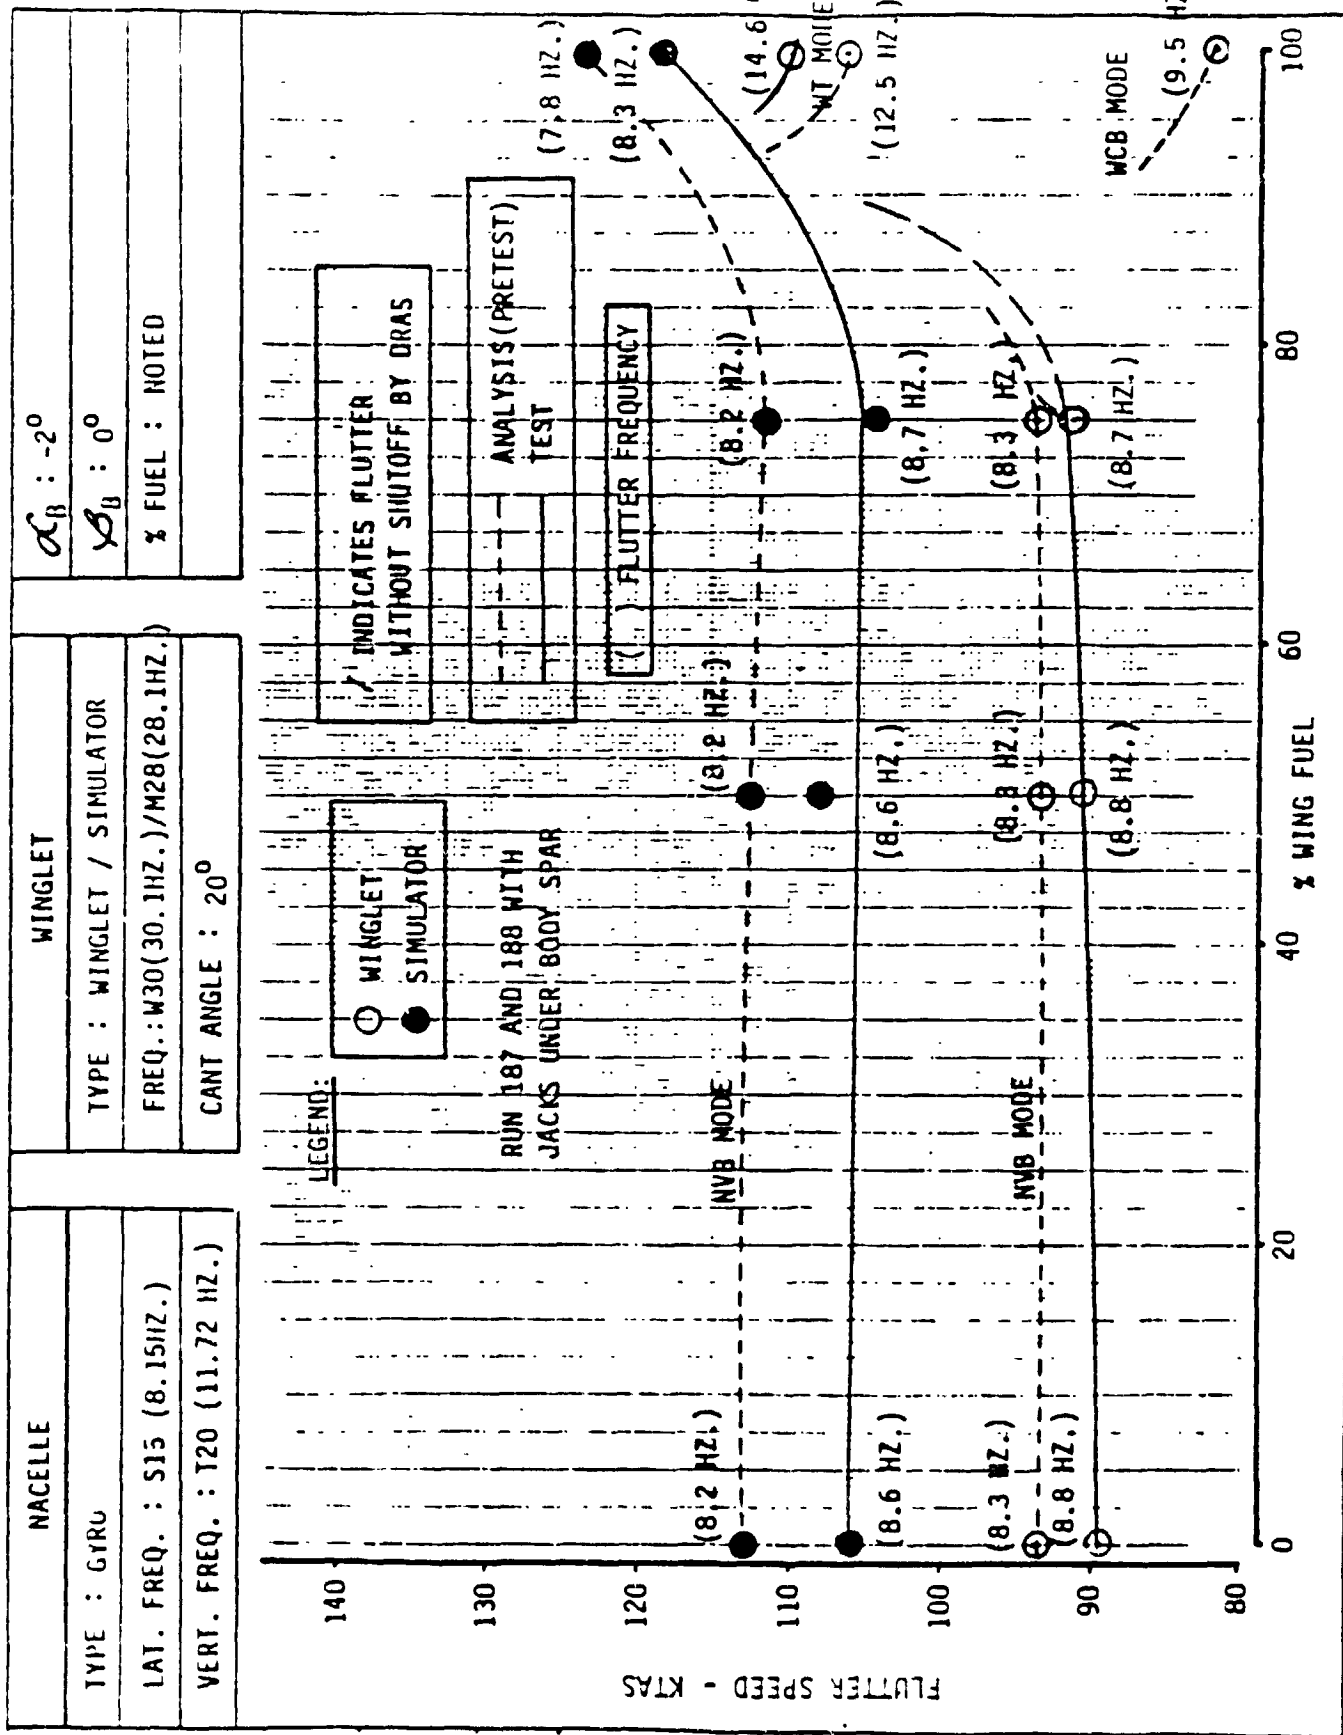 NACELLE
TYPE : GYRO
LAT. FREQ. : S15 (8.15HZ.)
VERT. FREQ. : T20 (11.72 HZ.)
WINGLET
TYPE : WINGLET / SIMULATOR
FREQ.:W30(30.1HZ.)/M28(28.1HZ.)
CANT ANGLE : 20°
αB : -2°
ƁB : 0°
% FUEL : NOTED
LEGEND:
WINGLET
SIMULATOR
RUN 187 AND 188 WITH
JACKS UNDER BODY SPAR
/ INDICATES FLUTTER
WITHOUT SHUTOFF BY DRAS
ANALYSIS(PRETEST)
TEST
( ) FLUTTER FREQUENCY
FLUTTER SPEED - KTAS
140
130
120
110
100
90
80
(8.2 HZ.)
NVB MODE
(8.2 HZ.)
(8.2 HZ.)
(7.8 HZ.)
(8.3 HZ.)
(8.6 HZ.)
(8.6 HZ.)
(8.7 HZ.)
(14.6
WT MODE
(12.5 HZ.)
(8.3 HZ.)
NVB MODE
(8.3 HZ.)
(8.3 HZ.)
(8.8 HZ.)
(8.8 HZ.)
(8.7 HZ.)
WCB MODE
(9.5 HZ
0
20
40
60
80
100
% WING FUEL